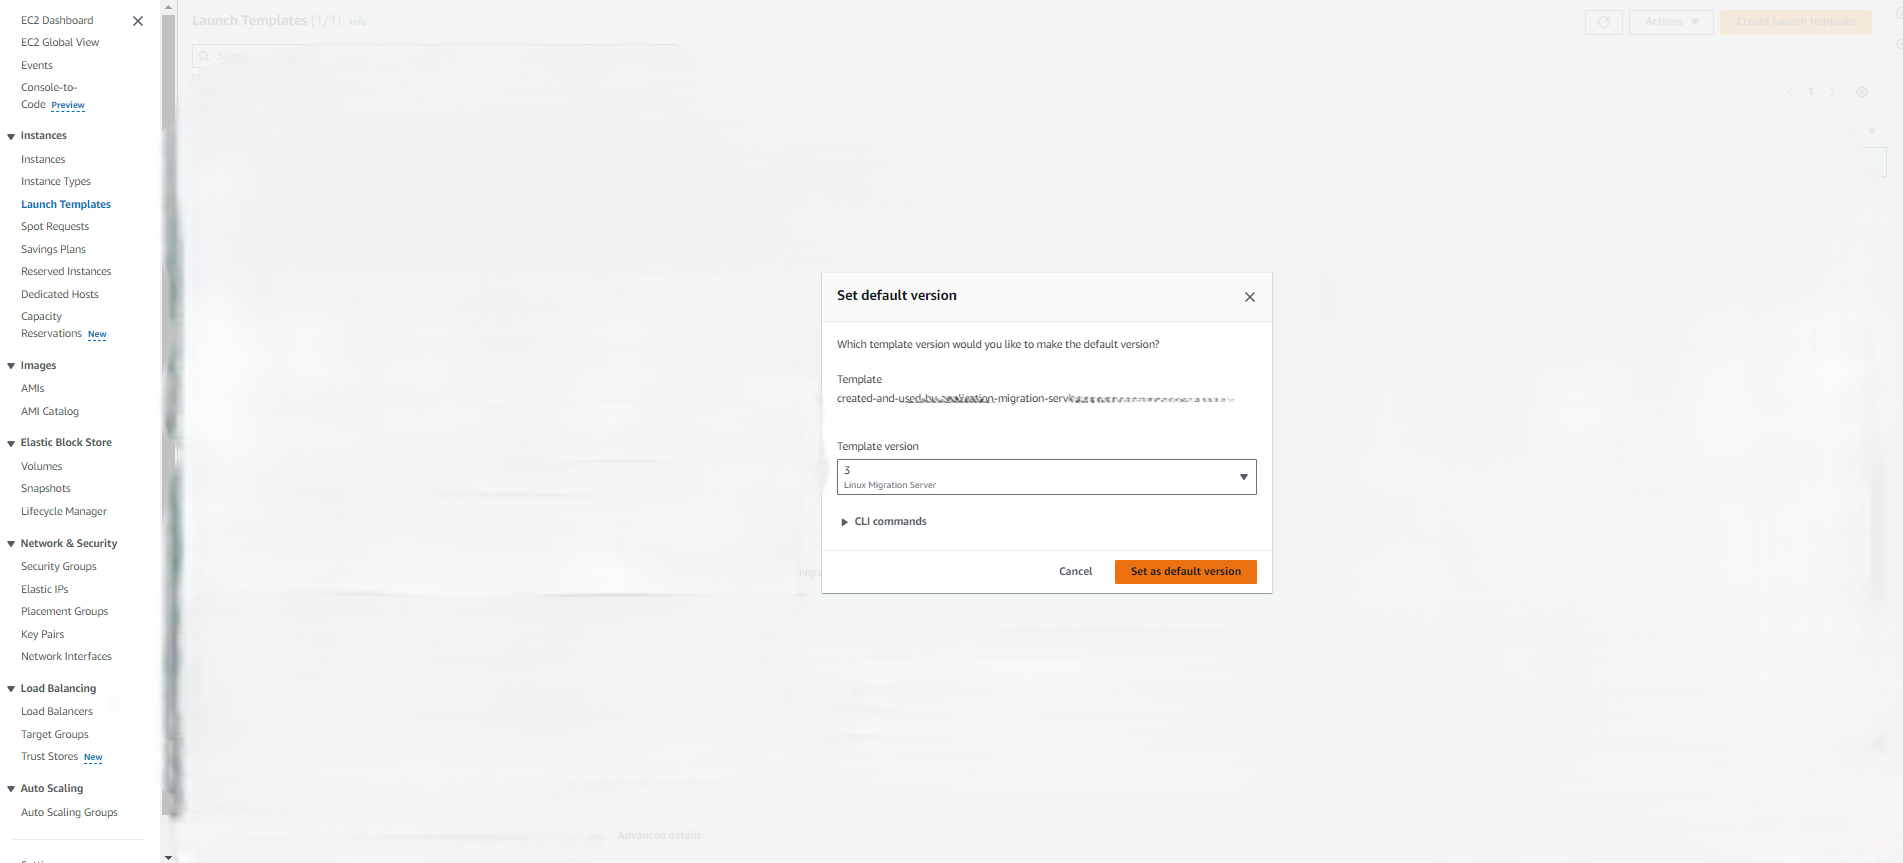 EC2 Dashboard
EC2 Global View
Events
Console-to-
Code Preview
Instances
Instances
Instance Types
Launch Templates
Spot Requests
Savings Plans
Reserved Instances
Dedicated Hosts
Capacity
Reservations New
Images
AMIs
AMI Catalog
Elastic Block Store
Volumes
Snapshots
Lifecycle Manager
Network & Security
Security Groups
Elastic IPs
Placement Groups
Key Pairs
Network Interfaces
Load Balancing
Load Balancers
Target Groups
Trust Stores New
Auto Scaling
Auto Scaling Groups
Launch Templates (1/1) Info
Actions
Create launch template
Search
1
Set default version
Which template version would you like to make the default version?
Template
created-and-used-by-application-migration-servi
Template version
3
Linux Migration Server
CLI commands
Cancel
Set as default version
Advanced details